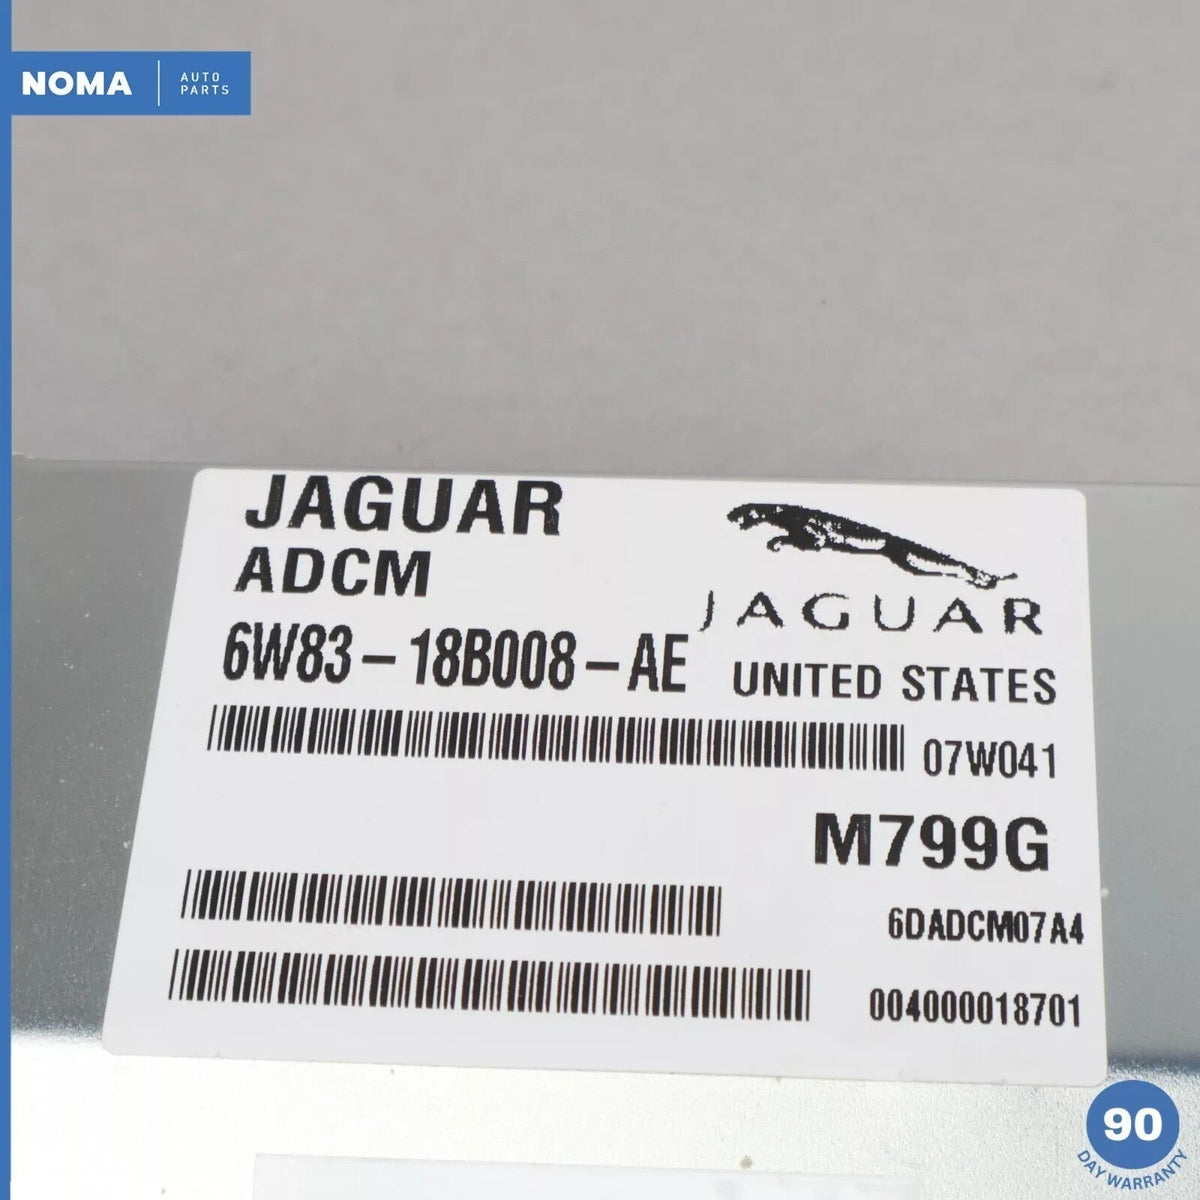 NOMA
AUTO
PARTS
JAGUAR
ADCM
6W83-18B008-AE
JAGUAR
UNITED STATES
07W041
M799G
6DADCM07A4
004000018701
90
DAY WARRANTY